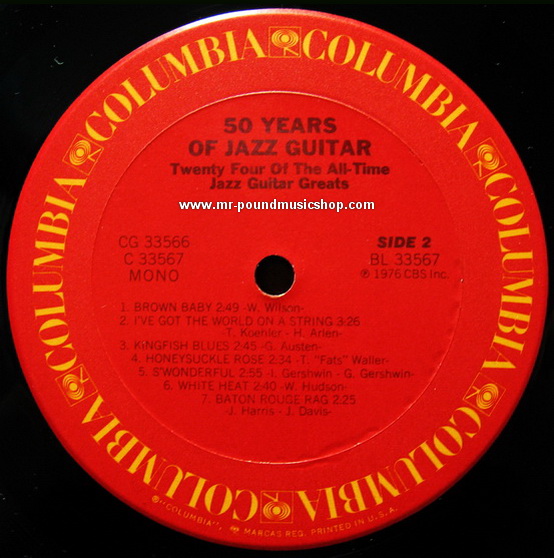 COLUMBIA COLUMBIA COLUMBIA COLUMBIA COLUMBIA COLUMBIA COLUMBIA COLUMBIA
50 YEARS
OF JAZZ GUITAR
Twenty Four Of The All-Time
Jazz Guitar Greats
www.mr-poundmusicshop.com
CG 33566
C 33567
MONO
SIDE 2
BL 33567
℗ 1976 CBS Inc.
1. BROWN BABY 2:49 -W. Wilson-
2. I'VE GOT THE WORLD ON A STRING 3:26
-T. Koehler - H. Arlen-
3. KINGFISH BLUES 2:45 -G. Austen-
4. HONEYSUCKLE ROSE 2:34 -T. "Fats" Waller-
5. S'WONDERFUL 2:55 -I. Gershwin - G. Gershwin-
6. WHITE HEAT 2:40 -W. Hudson-
7. BATON ROUGE RAG 2:25
-J. Harris - J. Davis-
®"COLUMBIA", MARCAS REG. PRINTED IN U.S.A.